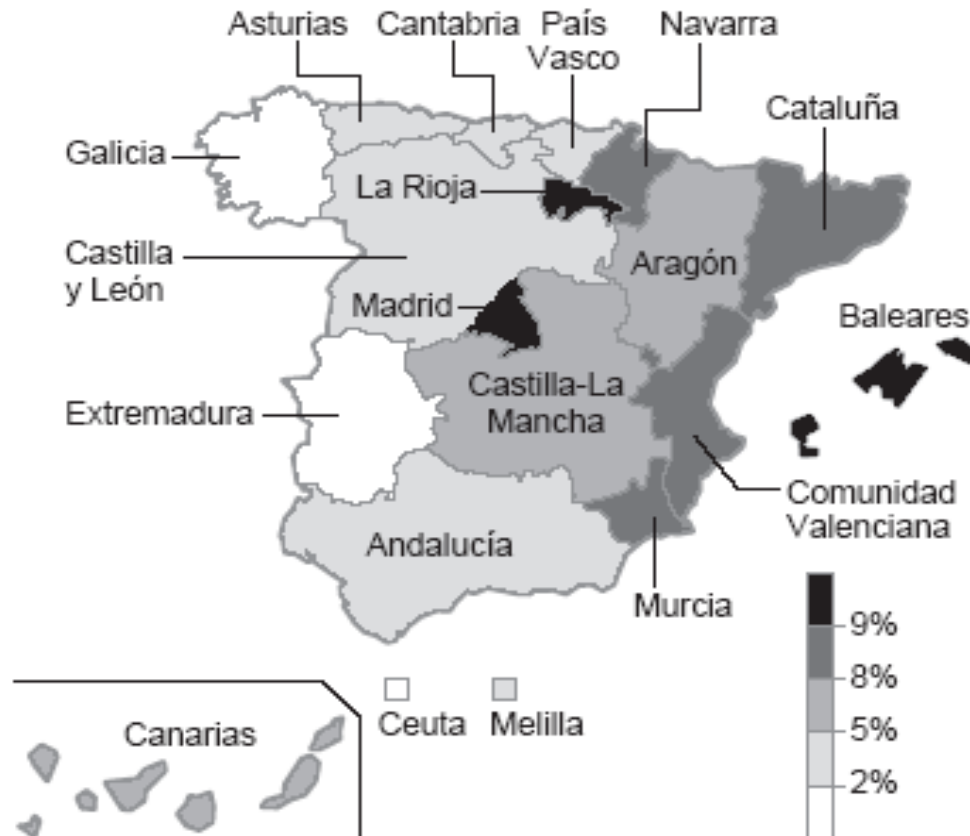 Asturias
Cantabria
País
Vasco
Navarra
Cataluña
Galicia
La Rioja
Castilla
y León
Aragón
Madrid
Baleares
Castilla-La
Mancha
Extremadura
Comunidad
Valenciana
Andalucía
Murcia
9%
8%
5%
2%
Ceuta
Melilla
Canarias